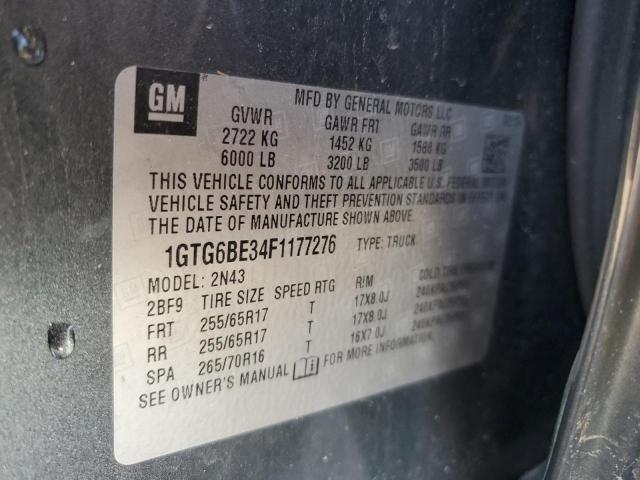 GM
MFD BY GENERAL MOTORS LLC
GVWR GAWR FRT GAWR RR
2722 KG 1452 KG 1588 KG
6000 LB 3200 LB 3500 LB
THIS VEHICLE CONFORMS TO ALL APPLICABLE U.S. FEDERAL MOTOR
VEHICLE SAFETY AND THEFT PREVENTION STANDARDS IN EFFECT ON
THE DATE OF MANUFACTURE SHOWN ABOVE.
1GTG6BE34F1177276 TYPE: TRUCK
MODEL: 2N43
2BF9 TIRE SIZE SPEED RTG RIM COLD TIRE PRESSURE
FRT 255/65R17 T 17X8.0J
RR 255/65R17 T 17X8.0J
SPA 265/70R16 T 16X7.0J
SEE OWNER'S MANUAL FOR MORE INFORMATION.